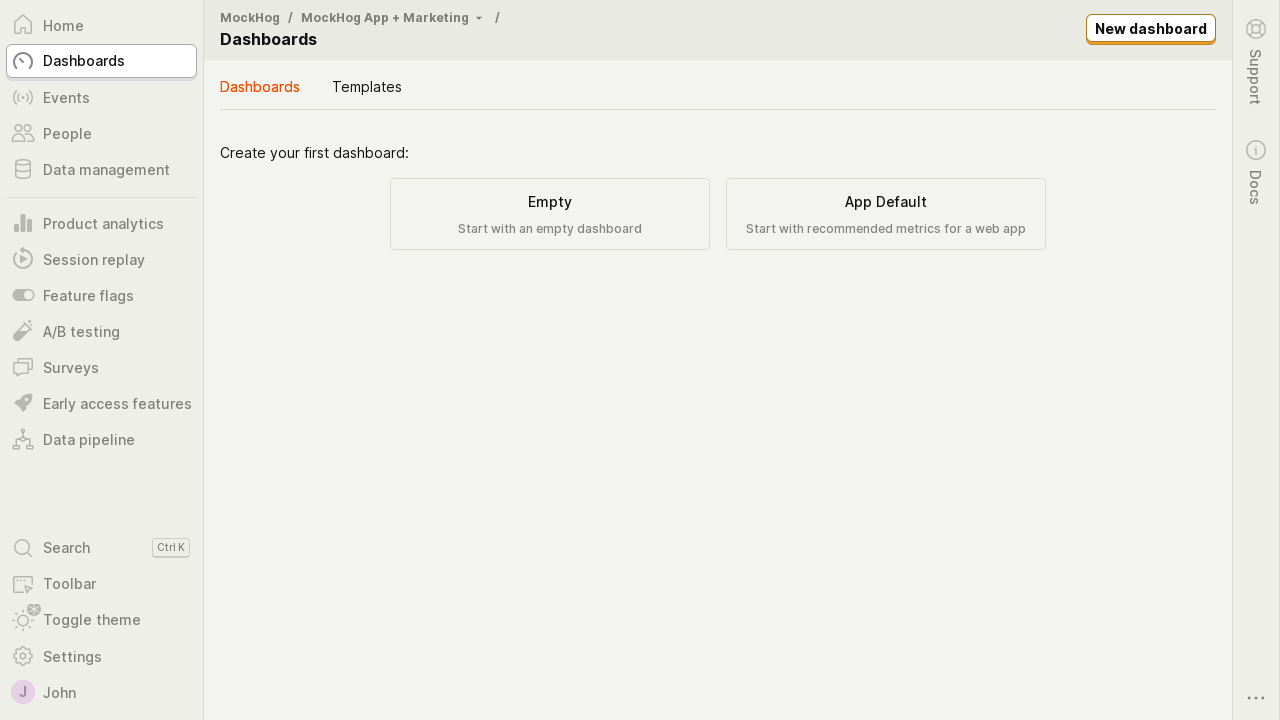 Home
Dashboards
Events
People
Data management
Product analytics
Session replay
Feature flags
A/B testing
Surveys
Early access features
Data pipeline
Search Ctrl K
Toolbar
Toggle theme
Settings
J John
MockHog / MockHog App + Marketing /
Dashboards
New dashboard
Dashboards Templates
Create your first dashboard:
Empty
Start with an empty dashboard
App Default
Start with recommended metrics for a web app
Support
Docs